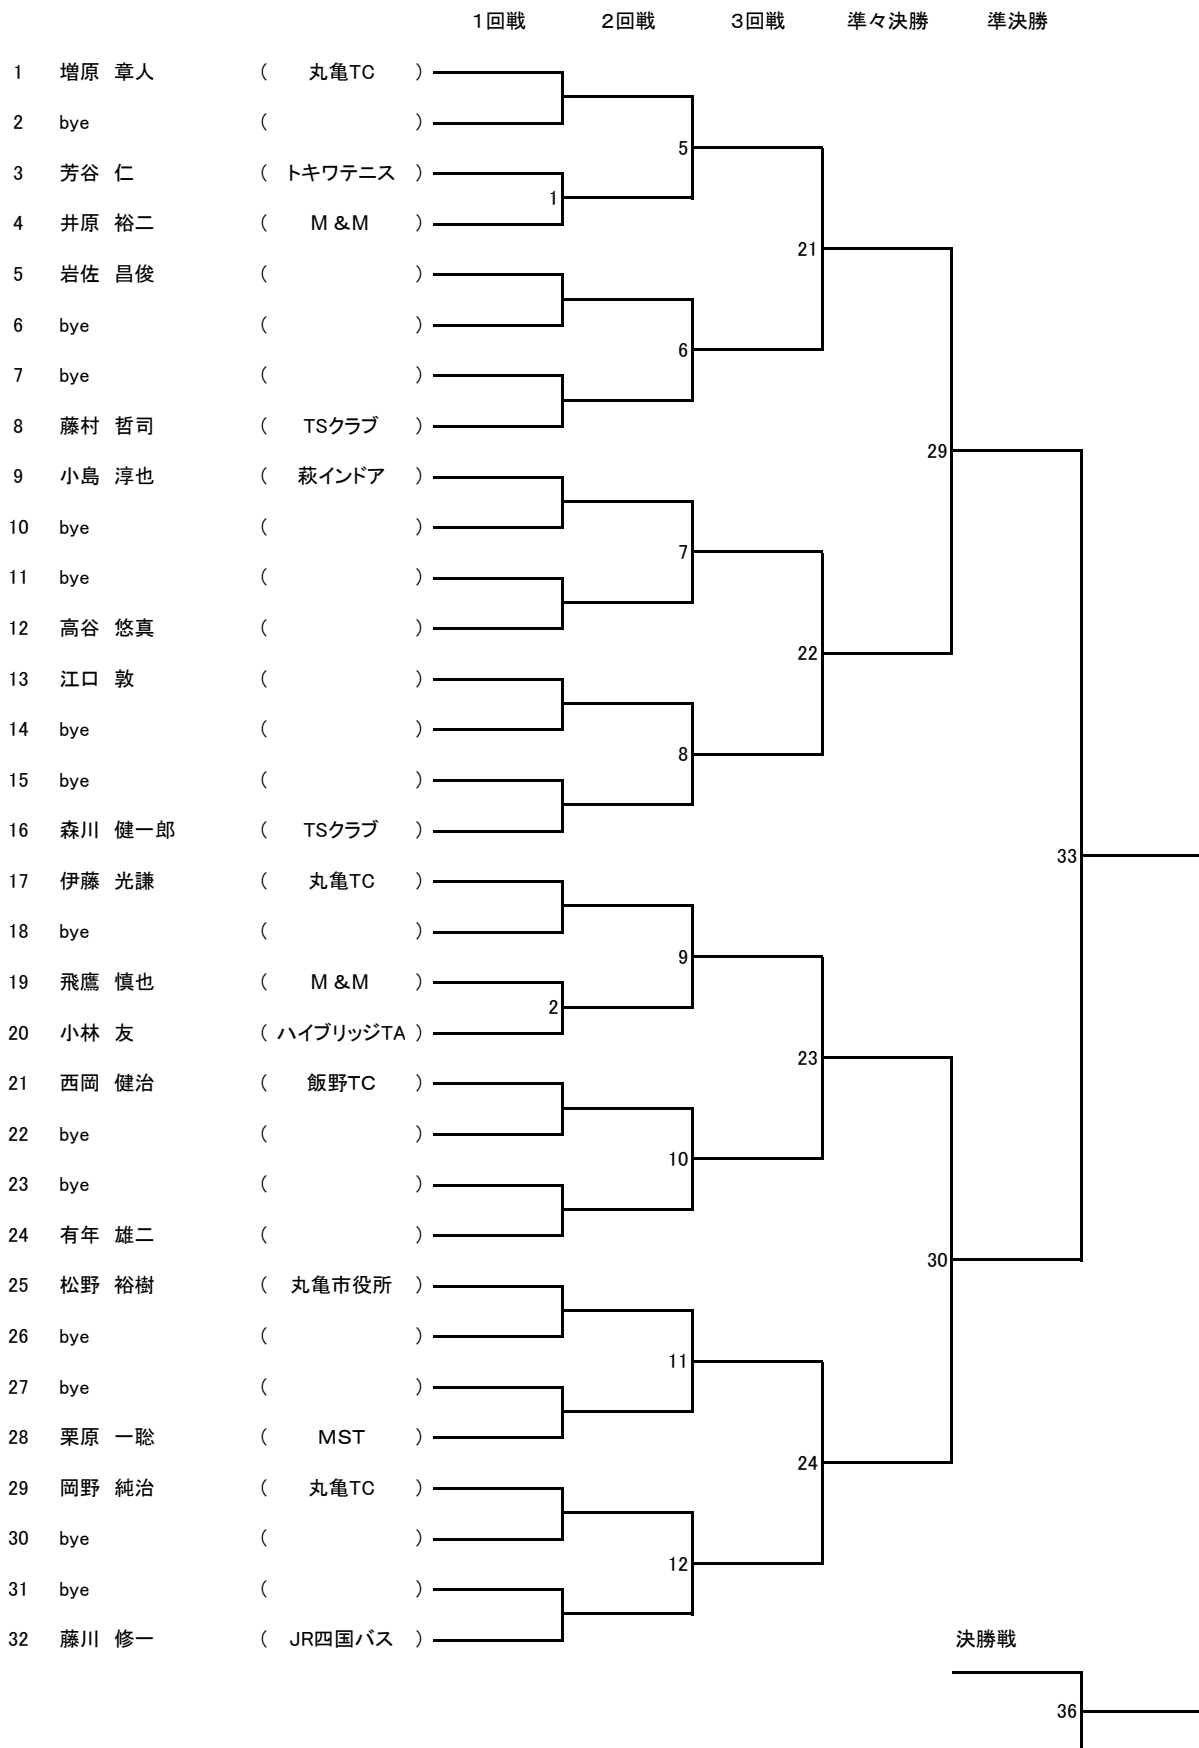 １回戦 ２回戦 ３回戦 準々決勝 準決勝
1 増原 章人 ( 丸亀TC )
2 bye ( )
5
3 芳谷 仁 ( トキワテニス )
1
4 井原 裕二 ( M &M )
21
5 岩佐 昌俊 ( )
6 bye ( )
6
7 bye ( )
8 藤村 哲司 ( TSクラブ )
29
9 小島 淳也 ( 萩インドア )
10 bye ( )
7
11 bye ( )
12 高谷 悠真 ( )
22
13 江口 敦 ( )
14 bye ( )
8
15 bye ( )
16 森川 健一郎 ( TSクラブ )
33
17 伊藤 光謙 ( 丸亀TC )
18 bye ( )
9
19 飛鷹 慎也 ( M &M )
2
20 小林 友 ( ハイブリッジTA )
23
21 西岡 健治 ( 飯野TC )
22 bye ( )
10
23 bye ( )
24 有年 雄二 ( )
30
25 松野 裕樹 ( 丸亀市役所 )
26 bye ( )
11
27 bye ( )
28 栗原 一聡 ( MST )
24
29 岡野 純治 ( 丸亀TC )
30 bye ( )
12
31 bye ( )
32 藤川 修一 ( JR四国バス )
決勝戦
36